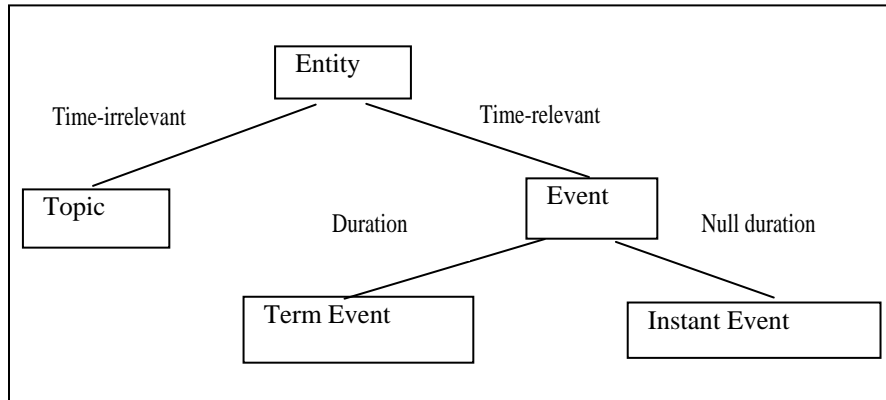 Entity
Time-irrelevant
Time-relevant
Topic
Event
Duration
Null duration
Term Event
Instant Event